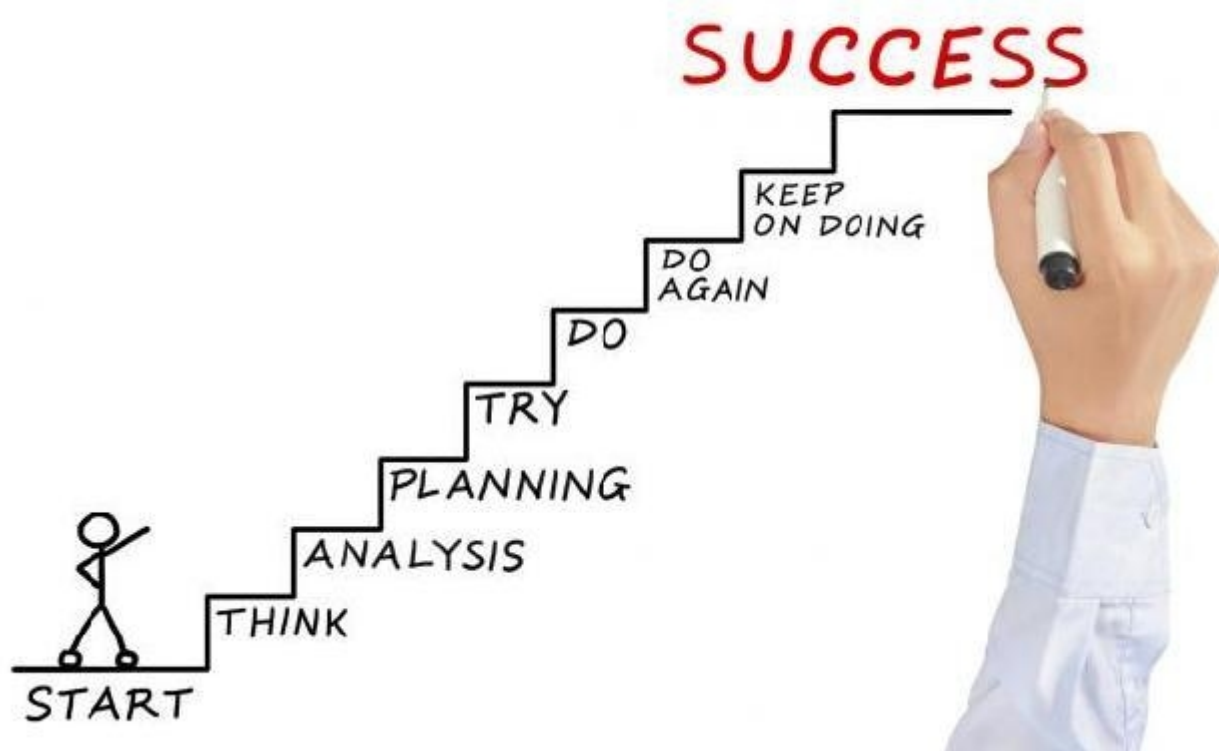 SUCCESS
KEEP
ON DOING
DO
AGAIN
DO
TRY
PLANNING
ANALYSIS
THINK
START